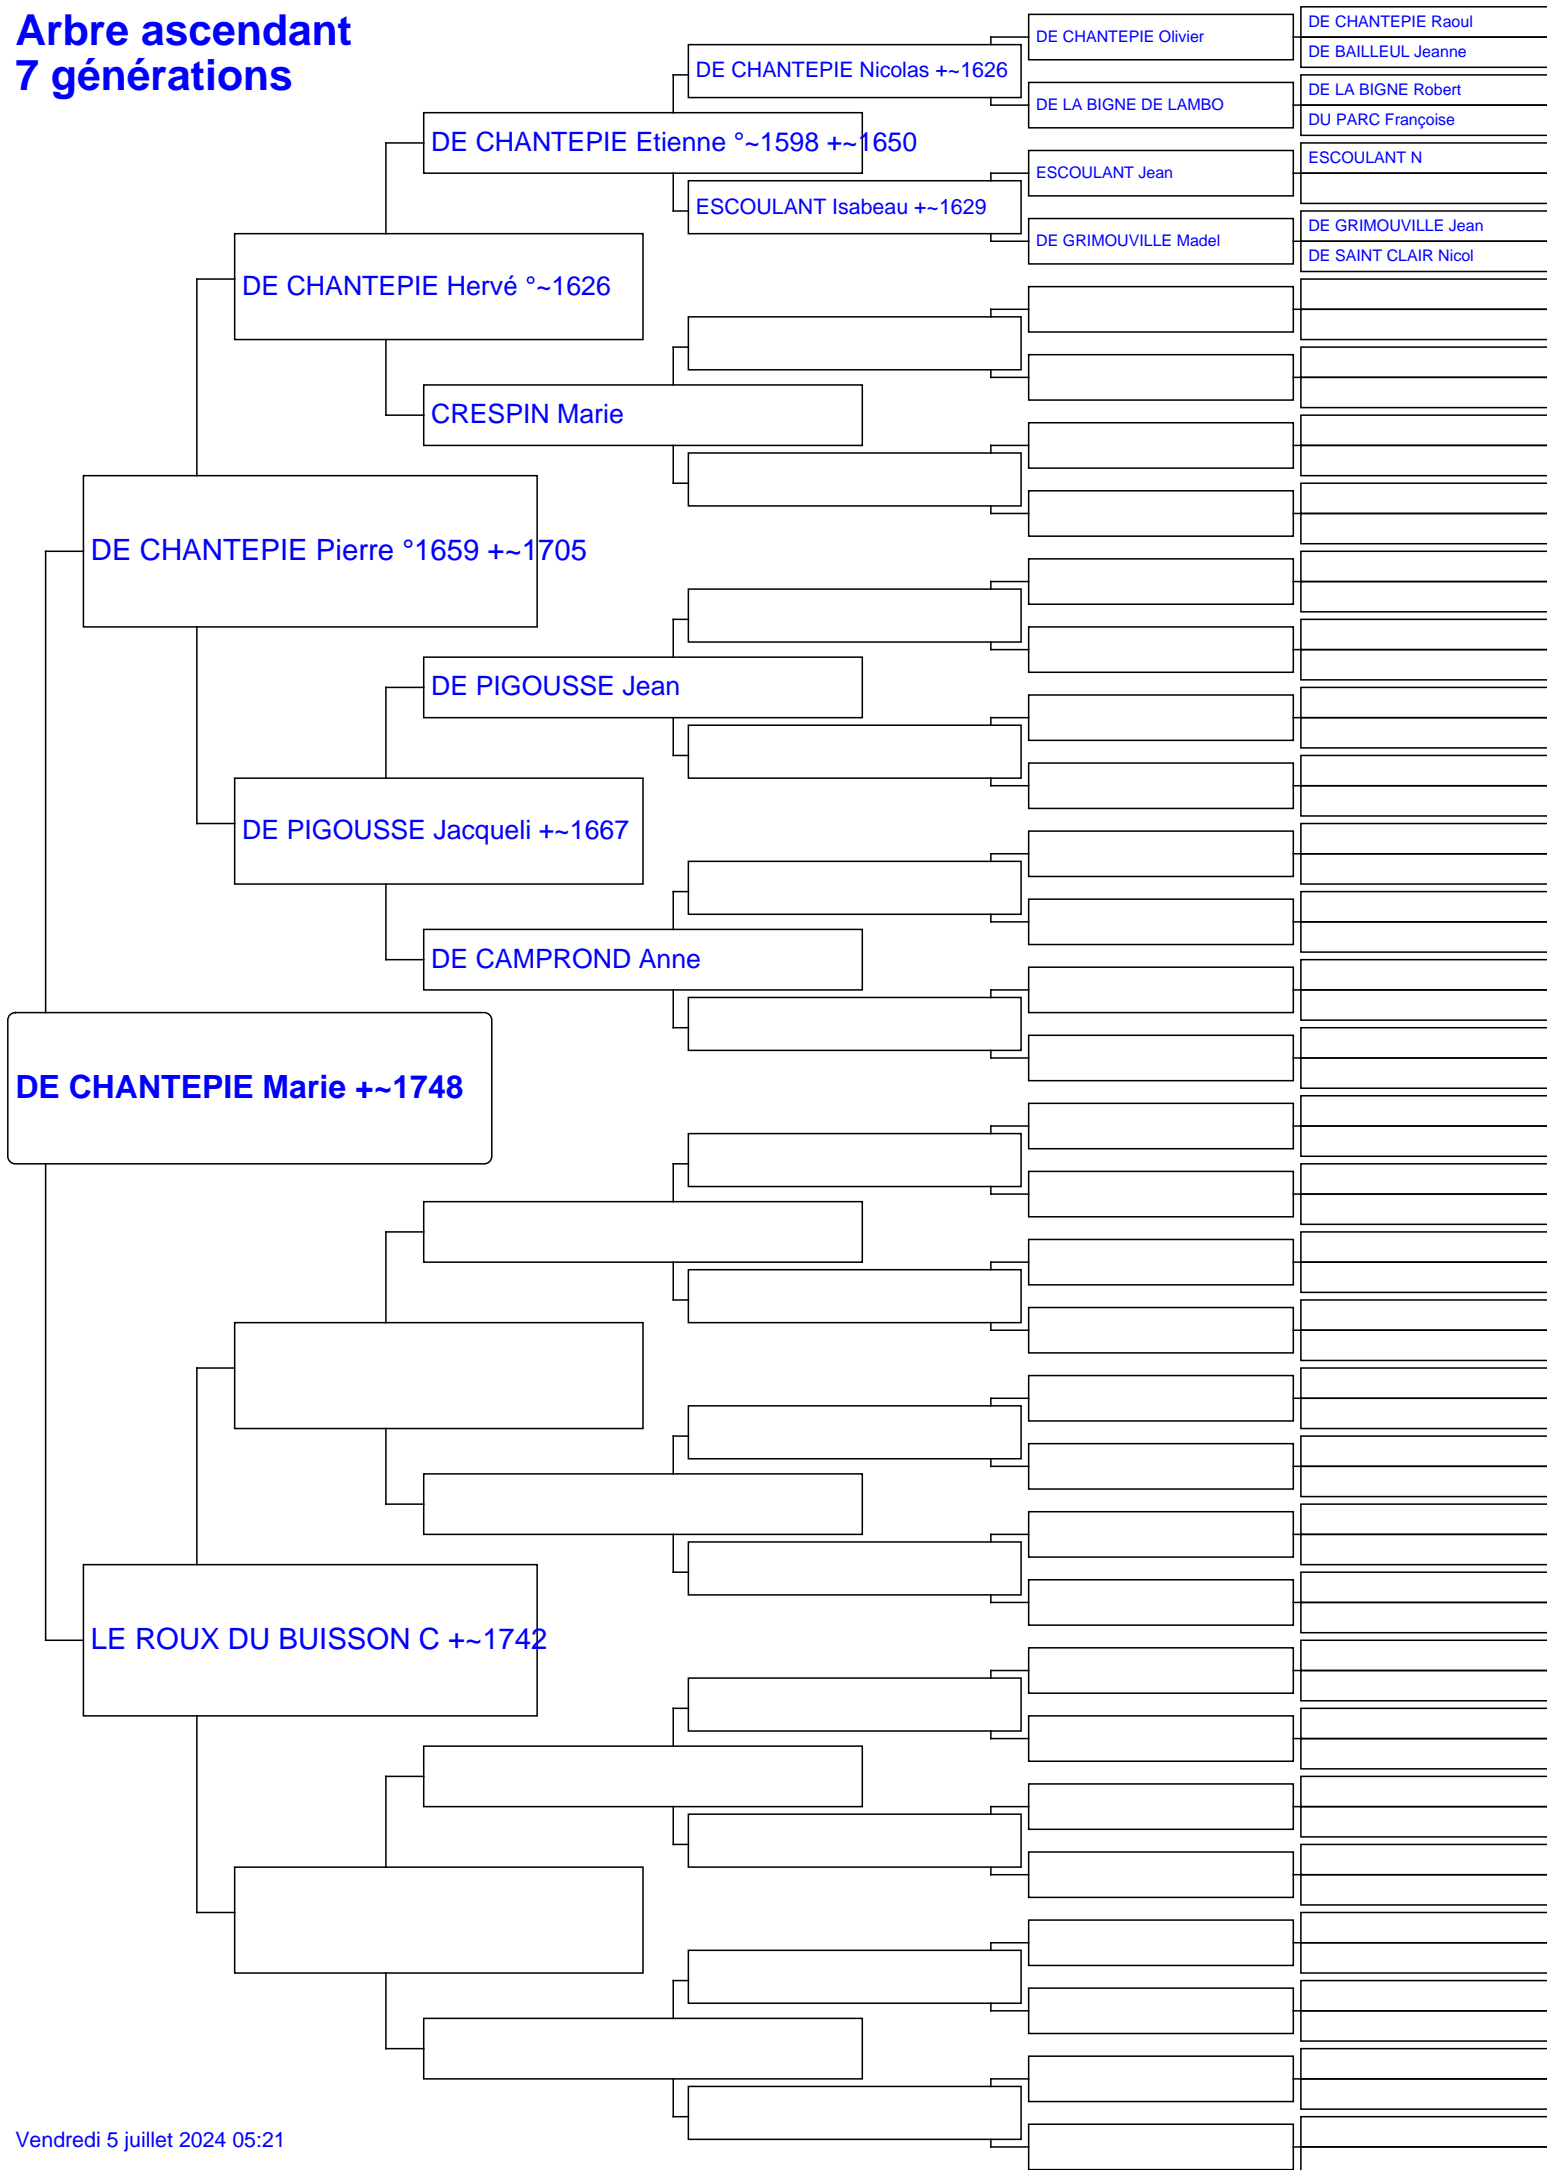 Arbre ascendant
7 générations
DE CHANTEPIE Raoul
DE CHANTEPIE Olivier
DE BAILLEUL Jeanne
DE CHANTEPIE Nicolas +~1626
DE LA BIGNE Robert
DE LA BIGNE DE LAMBO
DU PARC Françoise
DE CHANTEPIE Etienne °~1598 +~1650
ESCOULANT N
ESCOULANT Jean
ESCOULANT Isabeau +~1629
DE GRIMOUVILLE Jean
DE GRIMOUVILLE Madel
DE SAINT CLAIR Nicol
DE CHANTEPIE Hervé °~1626
CRESPIN Marie
DE CHANTEPIE Pierre °1659 +~1705
DE PIGOUSSE Jean
DE PIGOUSSE Jacqueli +~1667
DE CAMPROND Anne
DE CHANTEPIE Marie +~1748
LE ROUX DU BUISSON C +~1742
Vendredi 5 juillet 2024 05:21